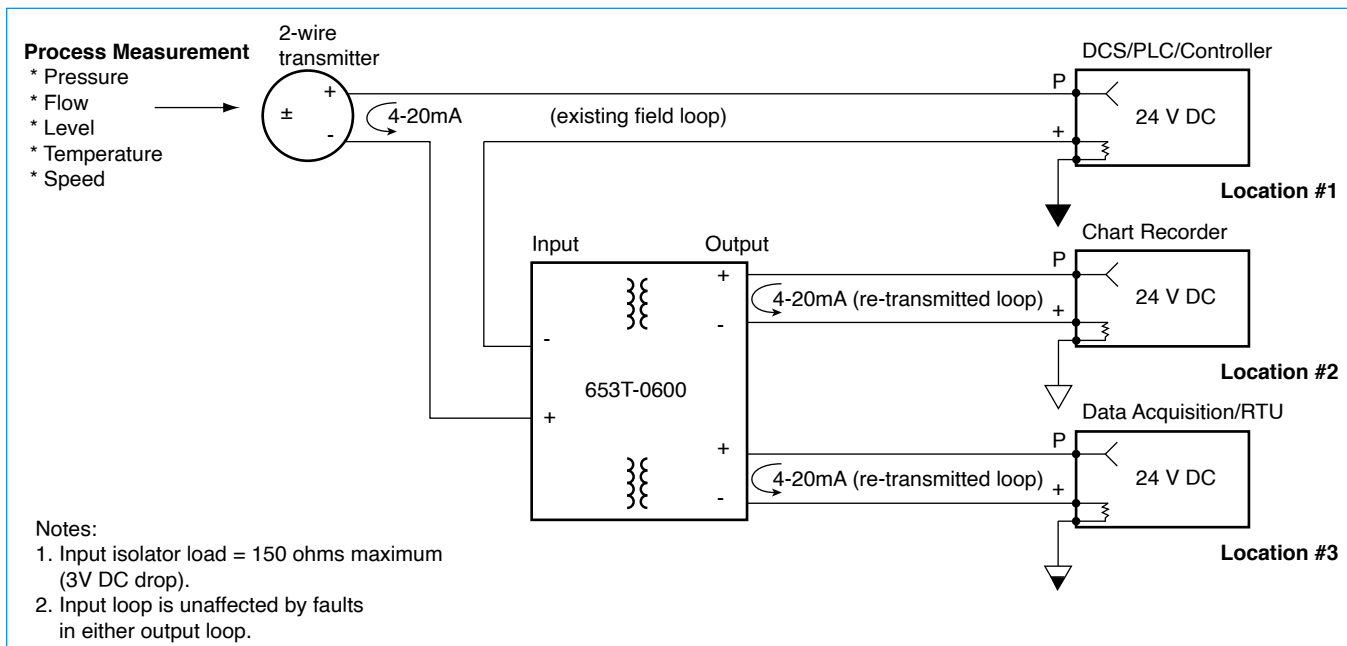 Process Measurement
* Pressure
* Flow
* Level
* Temperature
* Speed
2-wire
transmitter
±
+
-
4-20mA
(existing field loop)
DCS/PLC/Controller
P
24 V DC
+
Location #1
Input
Output
-
+
653T-0600
+
-
4-20mA (re-transmitted loop)
+
-
4-20mA (re-transmitted loop)
Chart Recorder
P
24 V DC
+
Location #2
Data Acquisition/RTU
P
24 V DC
+
Location #3
Notes:
1. Input isolator load = 150 ohms maximum
(3V DC drop).
2. Input loop is unaffected by faults
in either output loop.